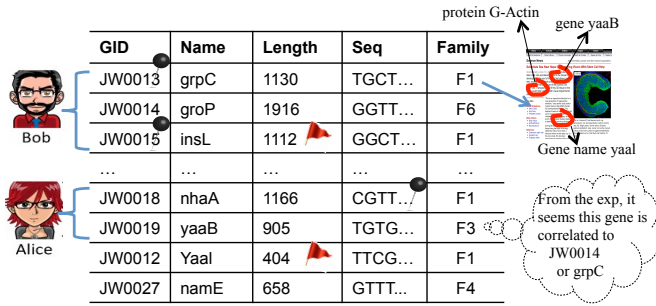 protein G-Actin
gene yaaB
GID Name Length Seq Family
JW0013 grpC 1130 TGCT... F1
JW0014 groP 1916 GGTT... F6
JW0015 insL 1112 GGCT... F1
... ... ... ... ...
JW0018 nhaA 1166 CGTT... F1
JW0019 yaaB 905 TGTG... F3
JW0012 Yaal 404 TTCG... F1
JW0027 namE 658 GTTT... F4
Bob
Alice
Gene name yaal
From the exp, it
seems this gene is
correlated to
JW0014
or grpC